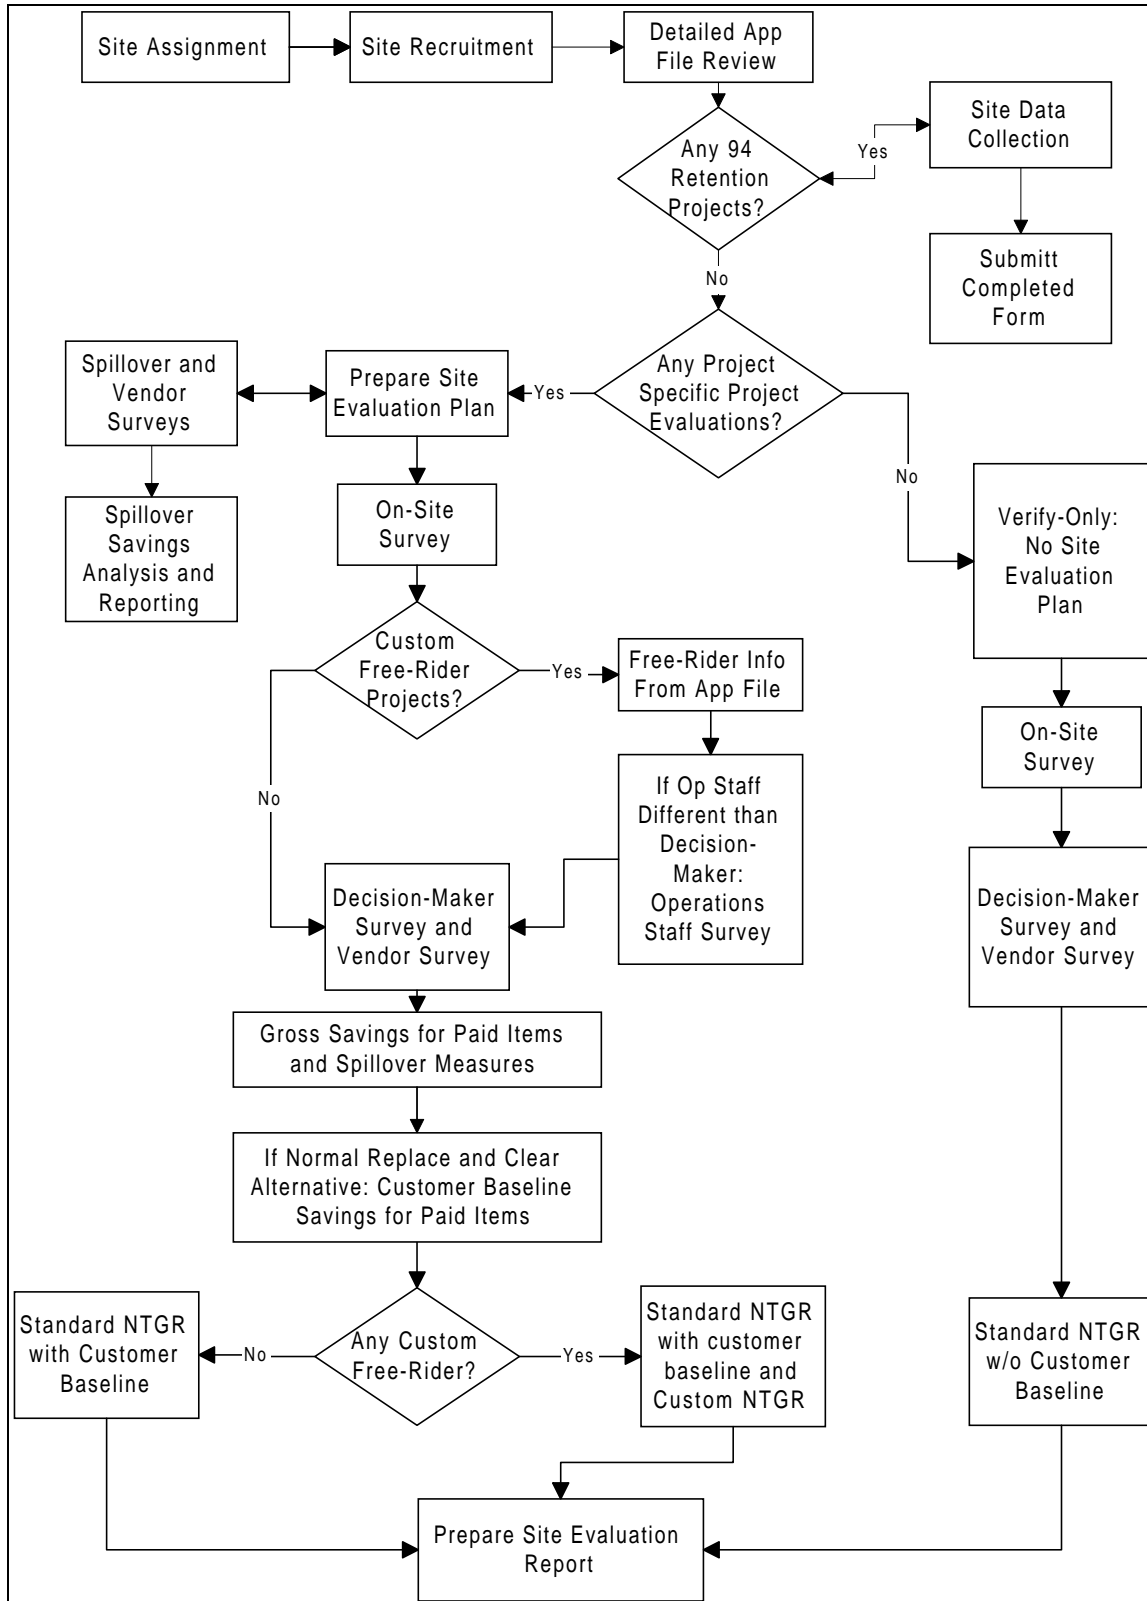 Site Assignment
Site Recruitment
Detailed App
File Review
Any 94
Retention
Projects?
Yes
Site Data
Collection
Submitt
Completed
Form
No
Any Project
Specific Project
Evaluations?
Yes
Prepare Site
Evaluation Plan
Spillover and
Vendor
Surveys
Spillover
Savings
Analysis and
Reporting
On-Site
Survey
No
Verify-Only:
No Site
Evaluation
Plan
Custom
Free-Rider
Projects?
Yes
Free-Rider Info
From App File
On-Site
Survey
No
If Op Staff
Different than
Decision-
Maker:
Operations
Staff Survey
Decision-Maker
Survey and
Vendor Survey
Decision-Maker
Survey and
Vendor Survey
Gross Savings for Paid Items
and Spillover Measures
If Normal Replace and Clear
Alternative: Customer Baseline
Savings for Paid Items
Standard NTGR
with Customer
Baseline
No
Any Custom
Free-Rider?
Yes
Standard NTGR
with customer
baseline and
Custom NTGR
Standard NTGR
w/o Customer
Baseline
Prepare Site Evaluation
Report